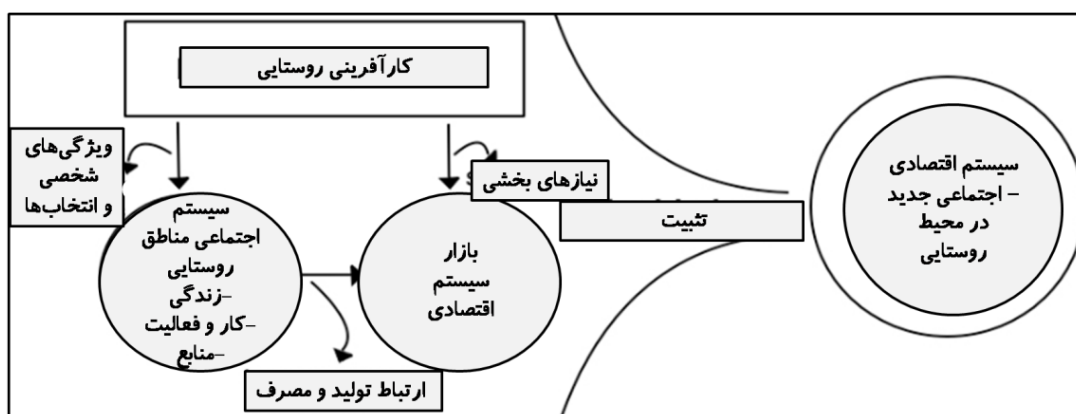 کارآفرینی روستایی
ویژگی‌های
شخصی
و انتخاب‌ها
نیازهای بخشی
سیستم اقتصادی
– اجتماعی جدید
در محیط
روستایی
تثبیت
سیستم
اجتماعی مناطق
روستایی
–زندگی
–کار و فعالیت
–منابع
بازار
سیستم
اقتصادی
ارتباط تولید و مصرف